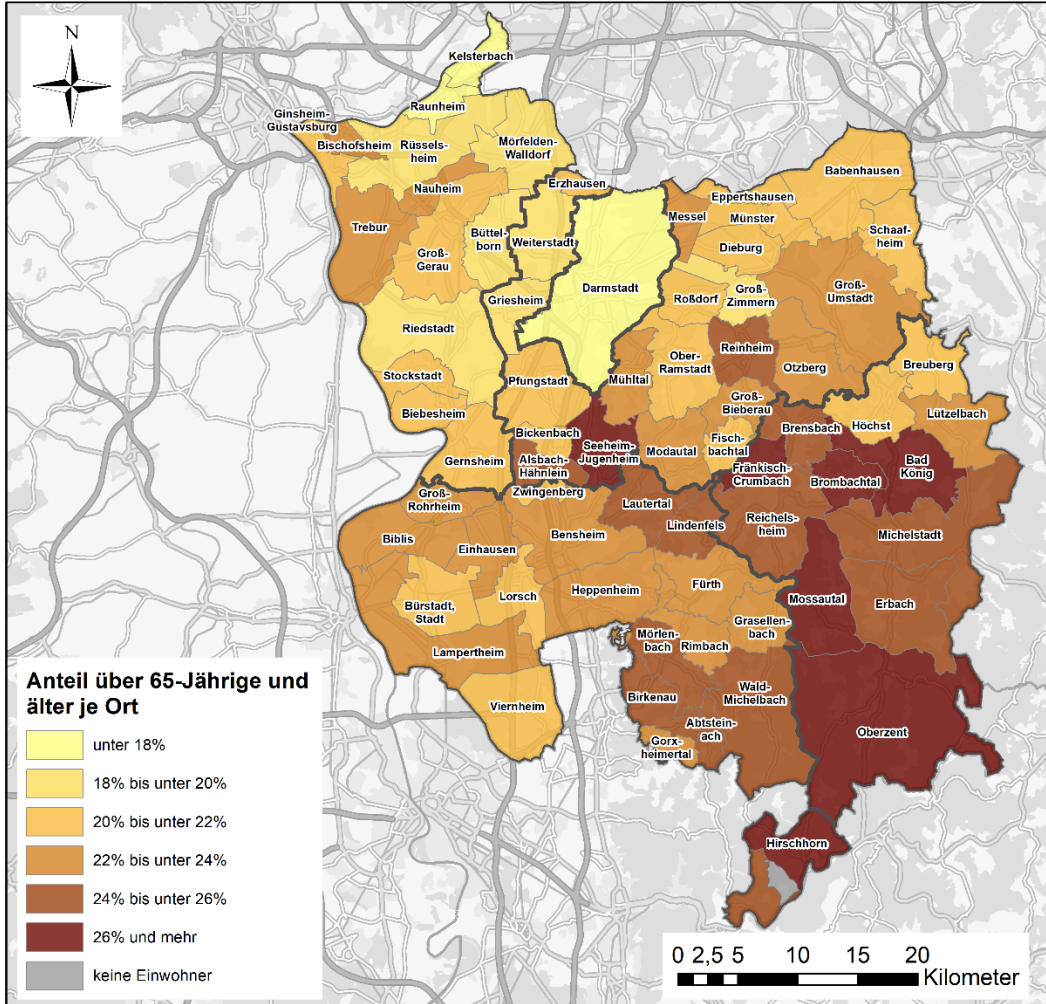 N
Kelsterbach
Raunheim
Ginsheim-
Gustavsburg
Bischofsheim
Rüssels-
heim
Mörfelden-
Walldorf
Nauheim
Erzhausen
Trebur
Groß-
Gerau
Büttel-
born
Weiterstadt
Darmstadt
Messel
Eppertshausen
Münster
Dieburg
Babenhausen
Schaaf-
heim
Griesheim
Roßdorf
Groß-
Zimmern
Groß-
Umstadt
Riedstadt
Stockstadt
Biebesheim
Gernsheim
Pfungstadt
Mühltal
Ober-
Ramstadt
Reinheim
Otzberg
Breuberg
Groß-
Bieberau
Höchst
Lützelbach
Bickenbach
Alsbach-
Hähnlein
Seeheim-
Jugenheim
Modautal
Fisch-
bachtal
Brensbach
Fränkisch-
Crumbach
Brombachtal
Bad
König
Zwingenberg
Groß-
Rohrheim
Lautertal
Lindenfels
Reichels-
heim
Michelstadt
Biblis
Einhausen
Bensheim
Heppenheim
Fürth
Mossautal
Erbach
Bürstadt,
Stadt
Lorsch
Grasellen-
bach
Mörlen-
bach
Rimbach
Lampertheim
Viernheim
Birkenau
Wald-
Michelbach
Abtstein-
ach
Gorx-
heimertal
Oberzent
Hirschhorn
Anteil über 65-Jährige und
älter je Ort
unter 18%
18% bis unter 20%
20% bis unter 22%
22% bis unter 24%
24% bis unter 26%
26% und mehr
keine Einwohner
0 2,5 5 10 15 20
Kilometer